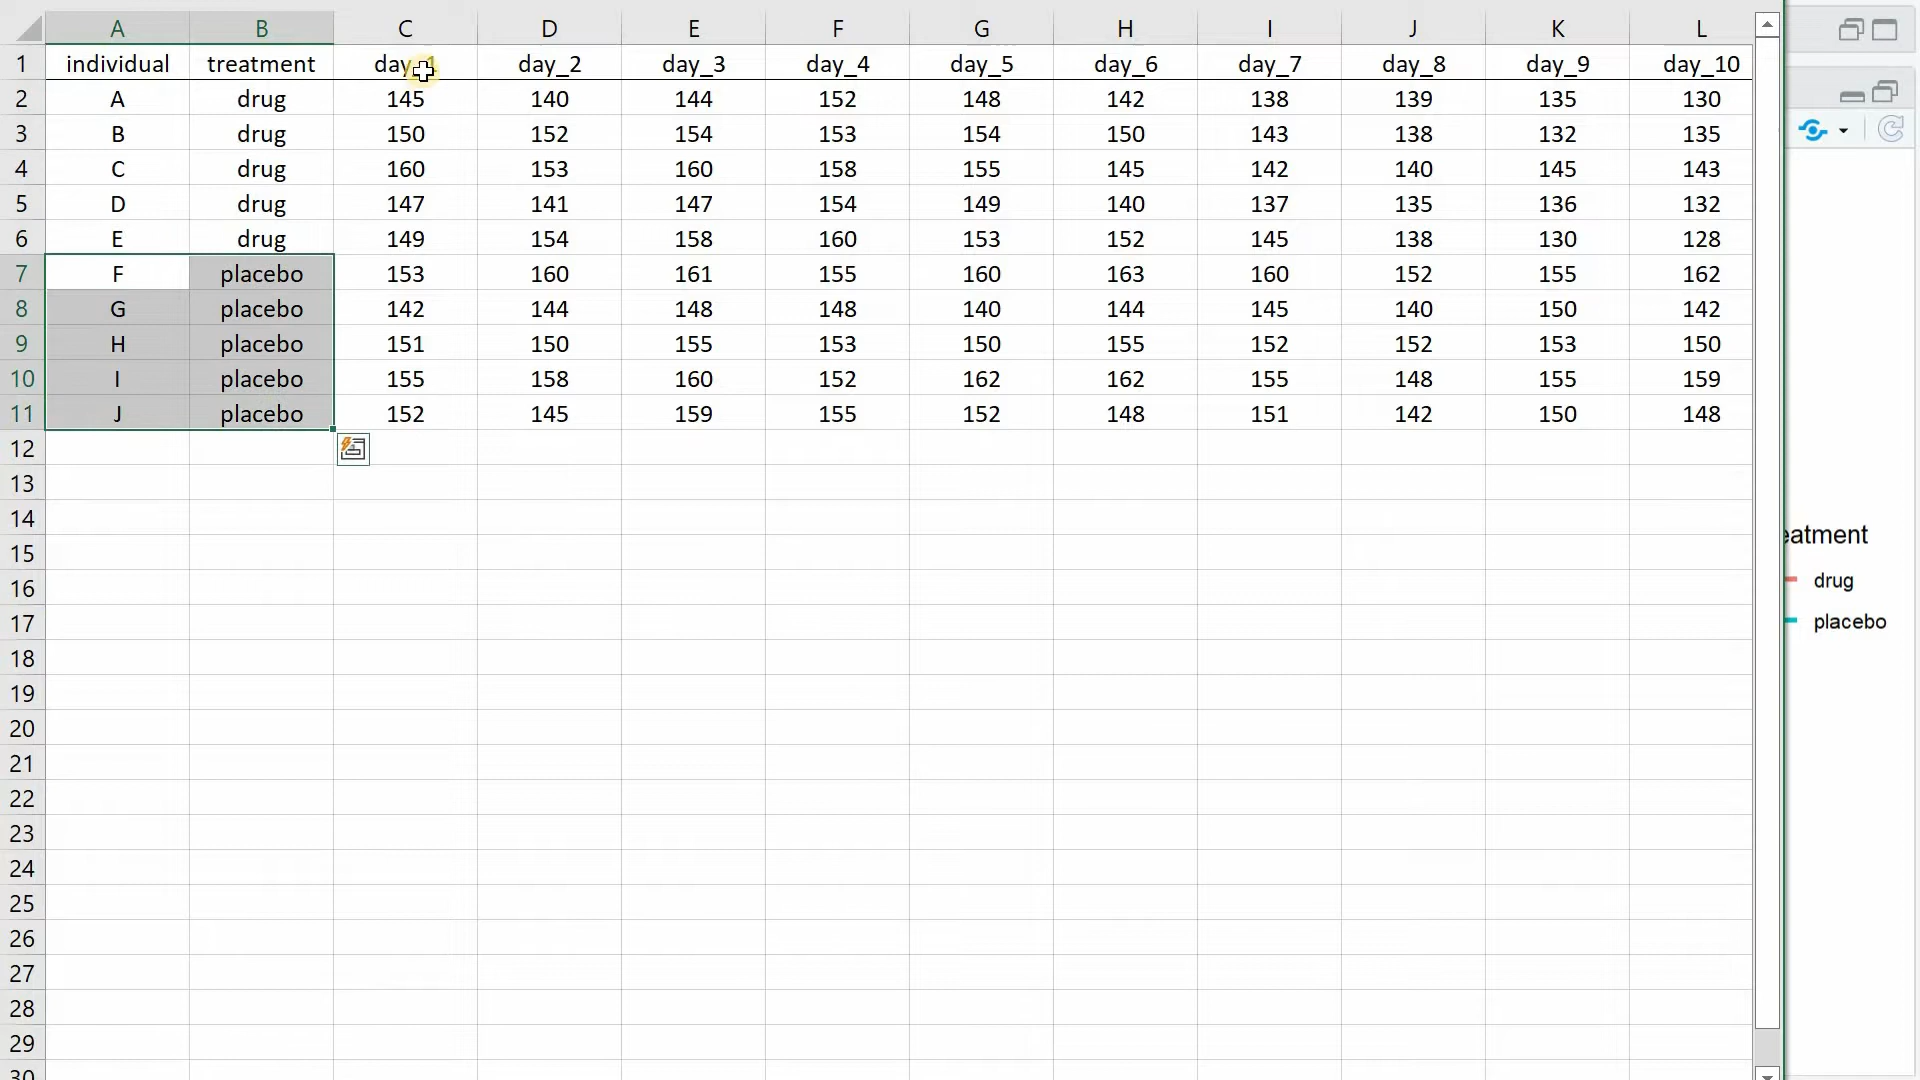 A B C D E F G H I J K L
1 individual treatment day_1 day_2 day_3 day_4 day_5 day_6 day_7 day_8 day_9 day_10
2 A drug 145 140 144 152 148 142 138 139 135 130
3 B drug 150 152 154 153 154 150 143 138 132 135
4 C drug 160 153 160 158 155 145 142 140 145 143
5 D drug 147 141 147 154 149 140 137 135 136 132
6 E drug 149 154 158 160 153 152 145 138 130 128
7 F placebo 153 160 161 155 160 163 160 152 155 162
8 G placebo 142 144 148 148 140 144 145 140 150 142
9 H placebo 151 150 155 153 150 155 152 152 153 150
10 I placebo 155 158 160 152 162 162 155 148 155 159
11 J placebo 152 145 159 155 152 148 151 142 150 148
12
13
14
15
eatment
16
drug
17
placebo
18
19
20
21
22
23
24
25
26
27
28
29
30